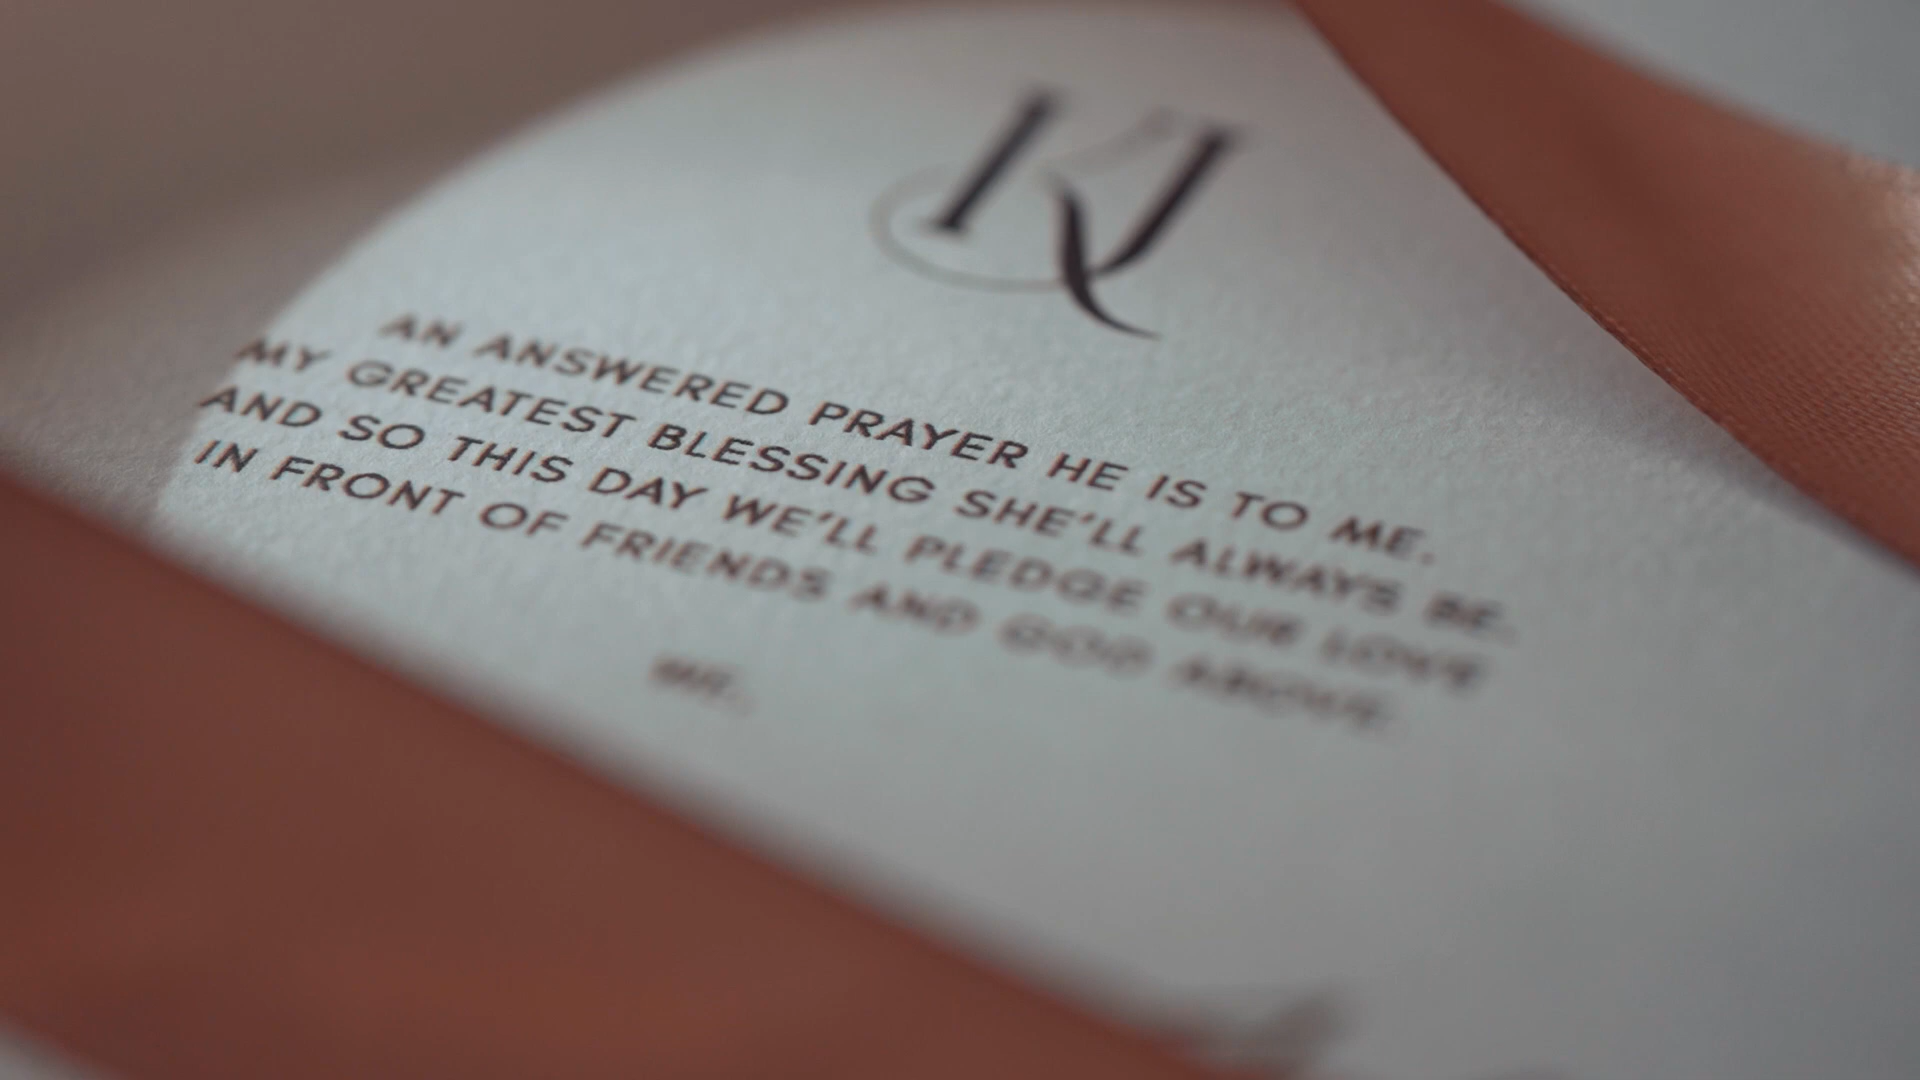 KJ
AN ANSWERED PRAYER HE IS TO ME.
MY GREATEST BLESSING SHE'LL ALWAYS BE.
AND SO THIS DAY WE'LL PLEDGE OUR LOVE
IN FRONT OF FRIENDS AND GOD ABOVE.